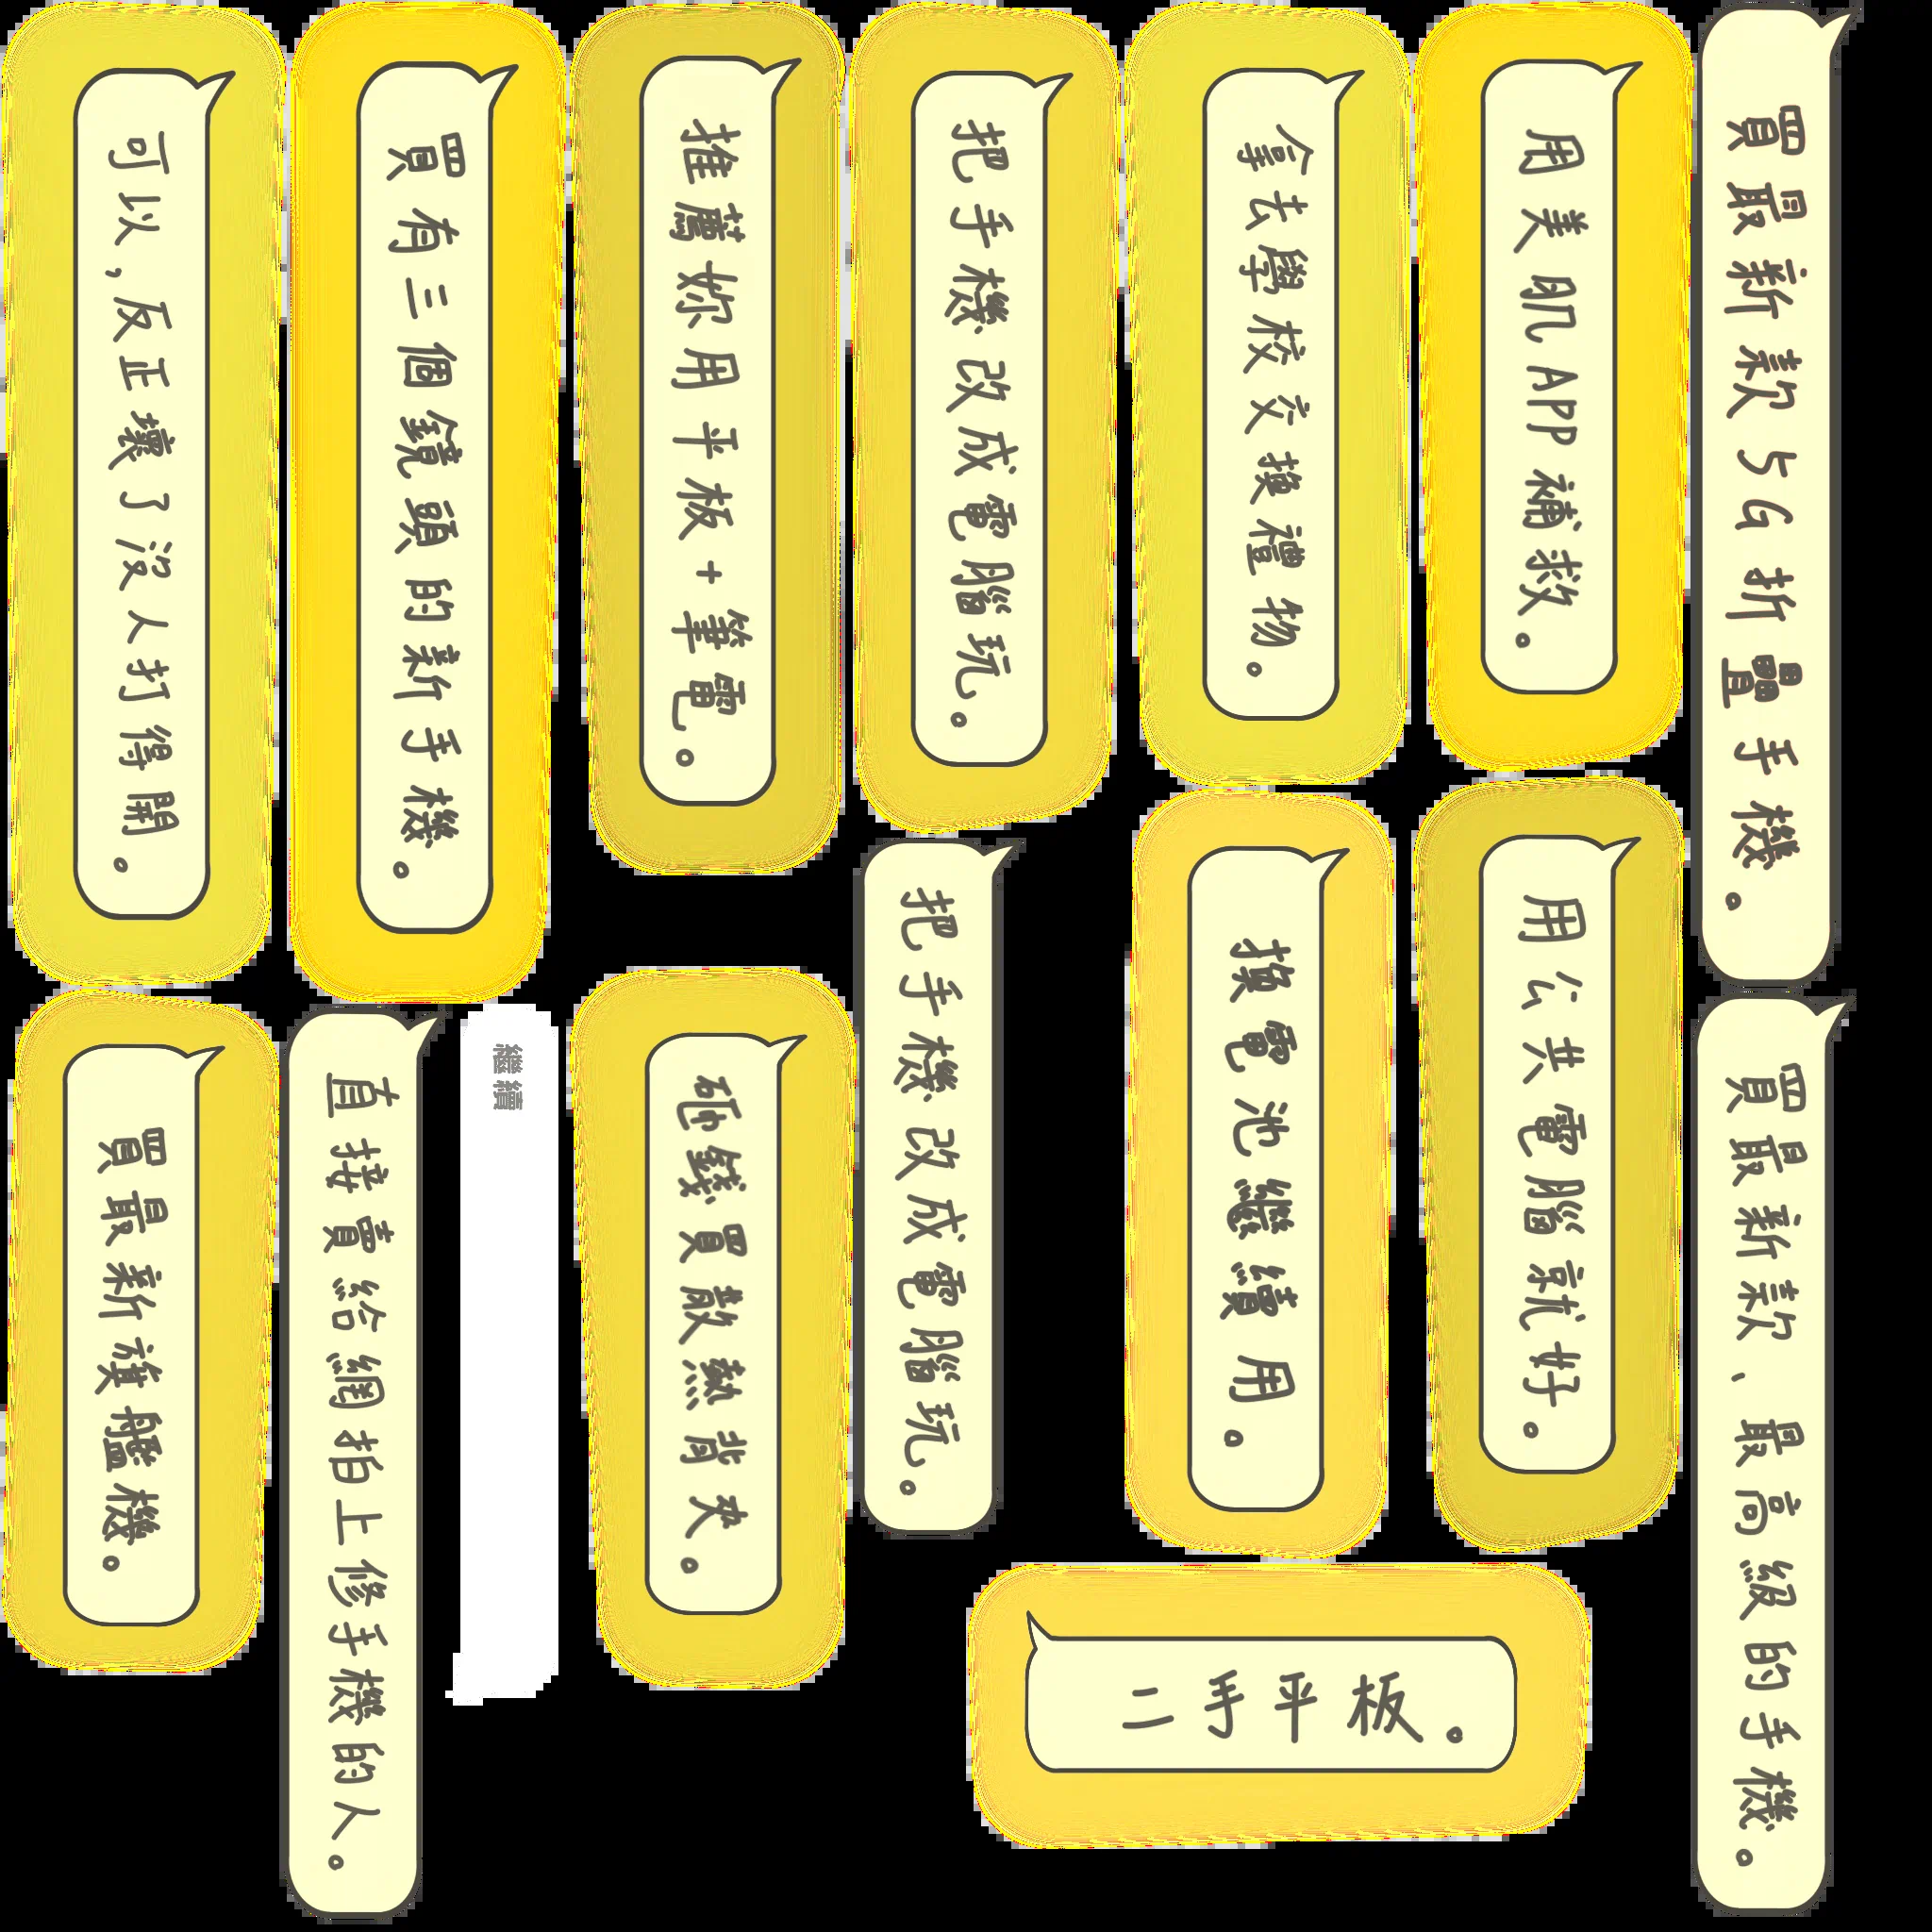 可以，反正壞了沒人打得開。
買有三個鏡頭的新手機。
推薦妳用平板+筆電。
把手機改成電腦玩。
拿去學校交換禮物。
用美肌APP補救。
買最新款5G折疊手機。
買最新旗艦機。
直接賣給網拍上修手機的人。
繼續
砸錢買散熱背夾。
把手機改成電腦玩。
換電池繼續用。
用公共電腦就好。
買最新款、最高級的手機。
二手平板。